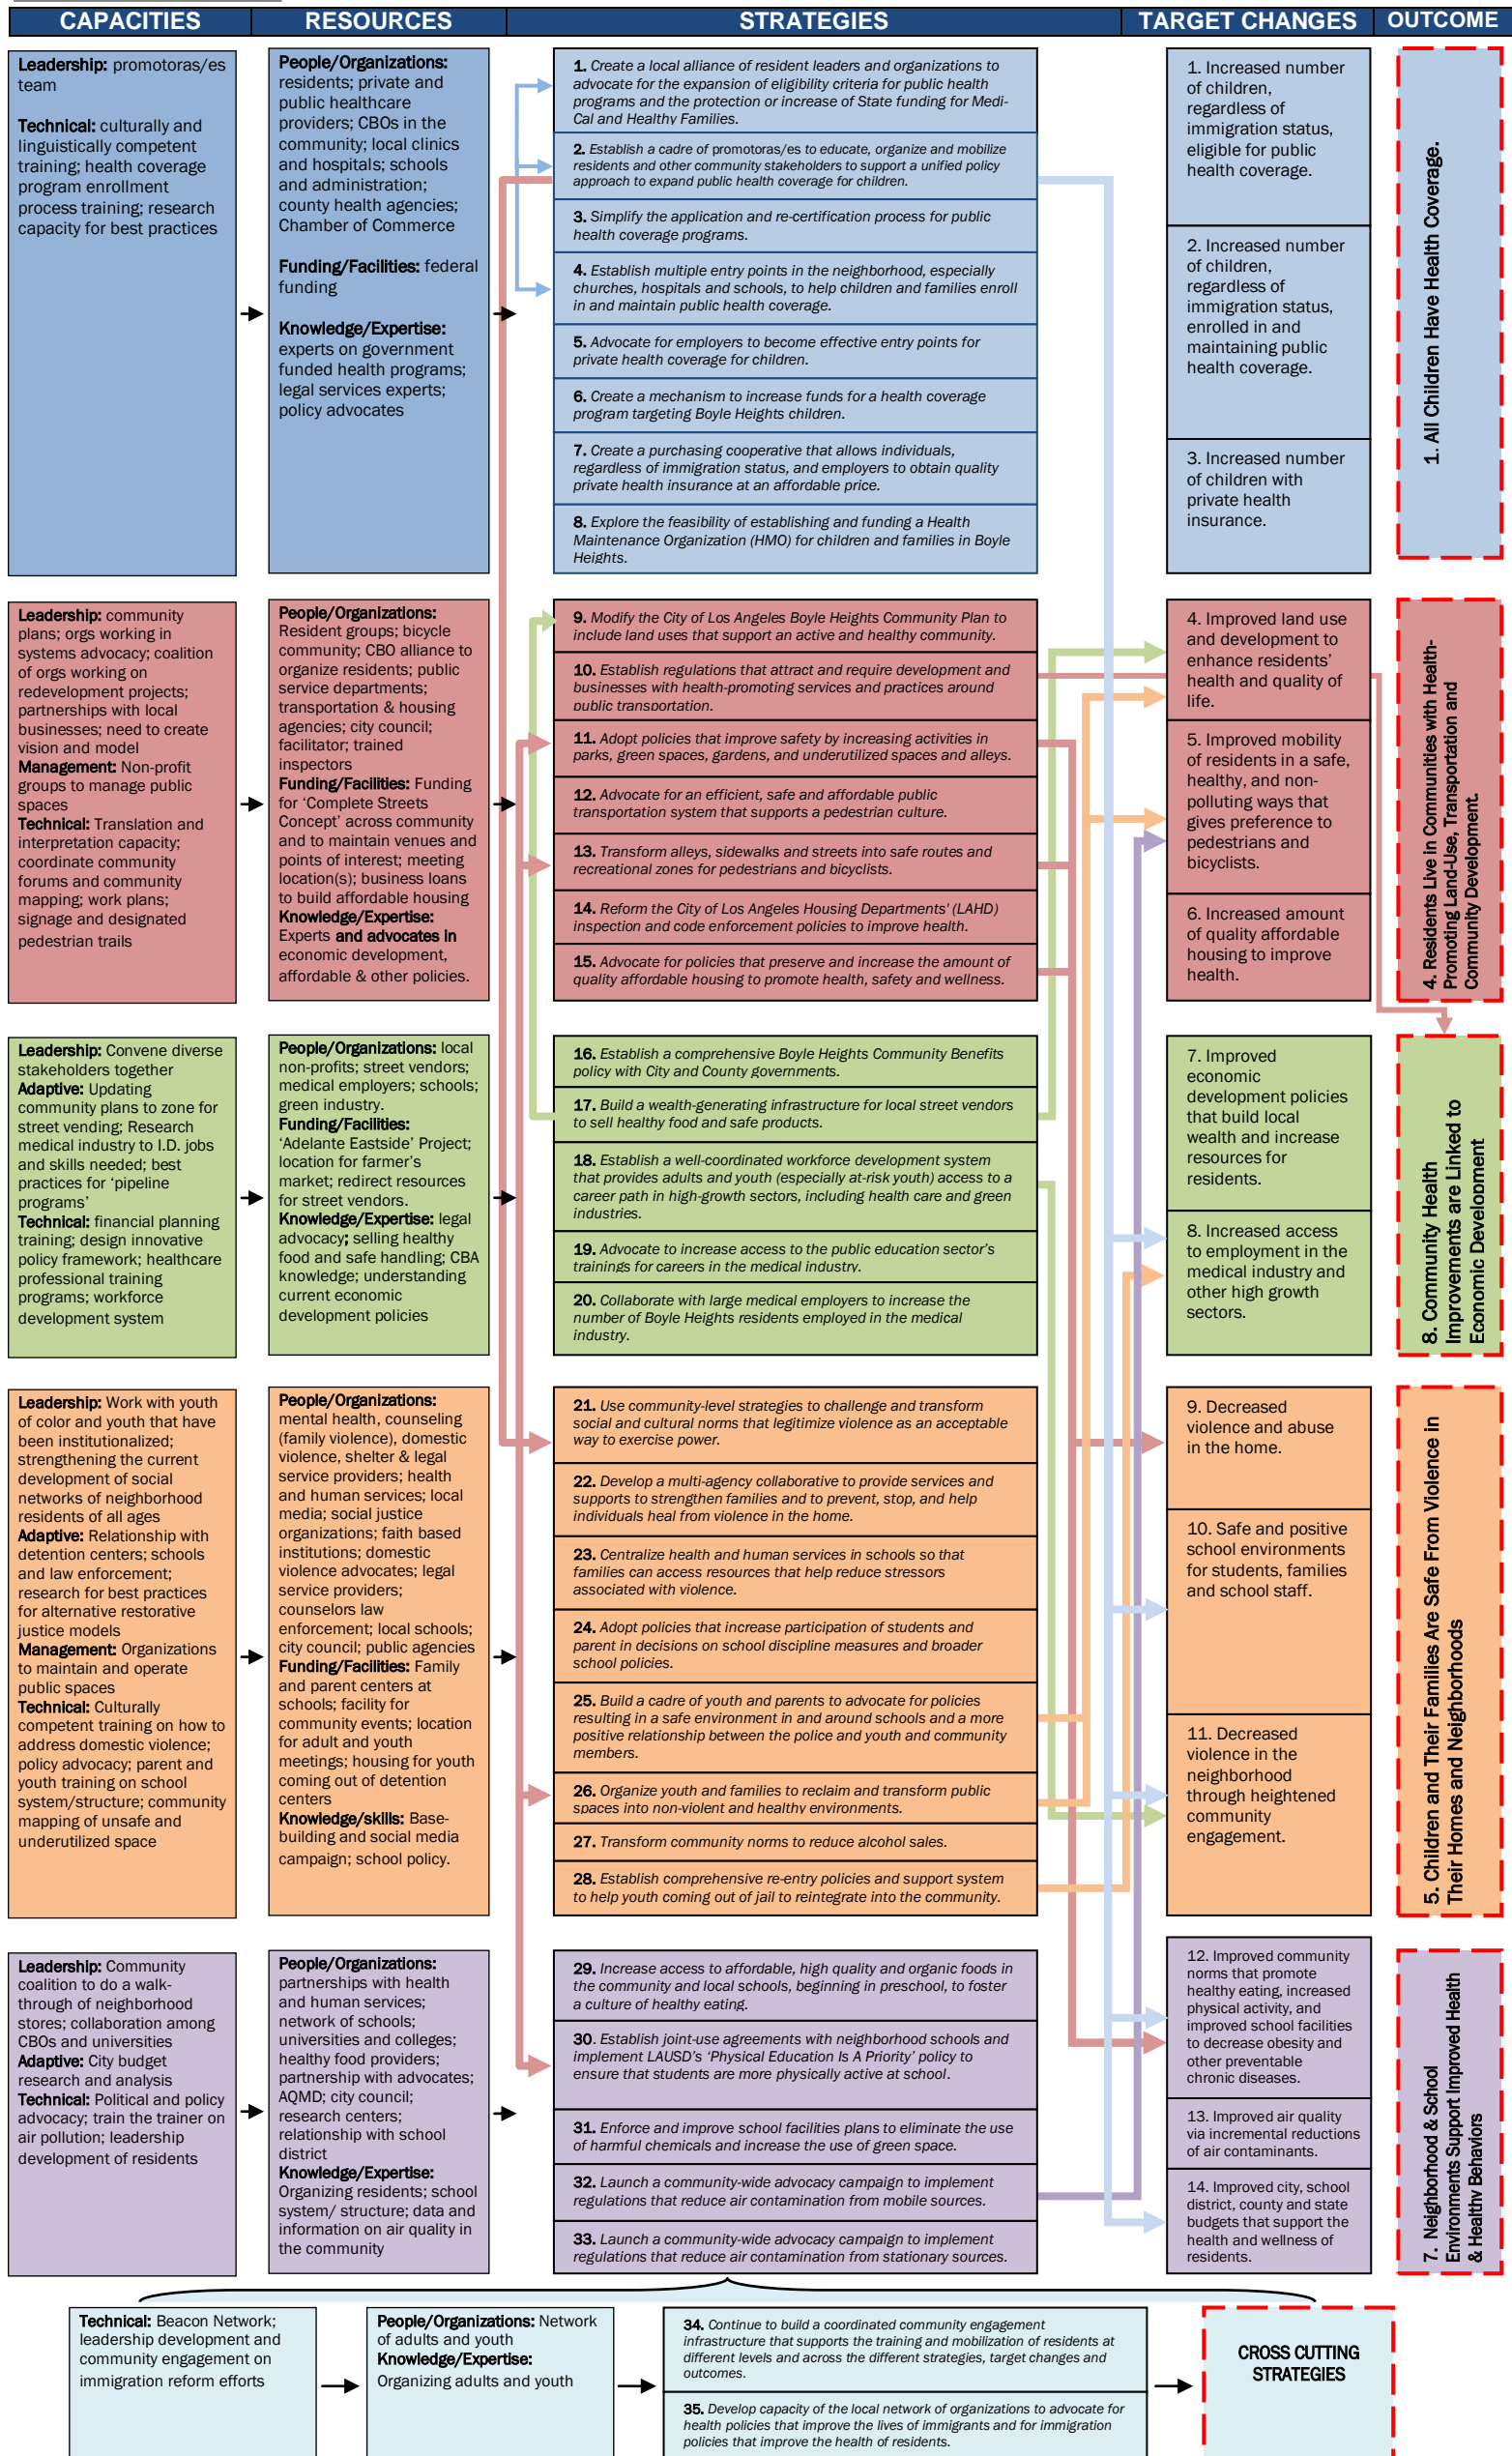 CAPACITIES RESOURCES STRATEGIES TARGET CHANGES OUTCOME
Leadership: promotoras/es
team
Technical: culturally and
linguistically competent
training; health coverage
program enrollment
process training; research
capacity for best practices
People/Organizations:
residents; private and
public healthcare
providers; CBOs in the
community; local clinics
and hospitals; schools
and administration;
county health agencies;
Chamber of Commerce
Funding/Facilities: federal
funding
Knowledge/Expertise:
experts on government
funded health programs;
legal services experts;
policy advocates
1. Create a local alliance of resident leaders and organizations to
advocate for the expansion of eligibility criteria for public health
programs and the protection or increase of State funding for Medi-
Cal and Healthy Families.
2. Establish a cadre of promotoras/es to educate, organize and mobilize
residents and other community stakeholders to support a unified policy
approach to expand public health coverage for children.
3. Simplify the application and re-certification process for public
health coverage programs.
4. Establish multiple entry points in the neighborhood, especially
churches, hospitals and schools, to help children and families enroll
in and maintain public health coverage.
5. Advocate for employers to become effective entry points for
private health coverage for children.
6. Create a mechanism to increase funds for a health coverage
program targeting Boyle Heights children.
7. Create a purchasing cooperative that allows individuals,
regardless of immigration status, and employers to obtain quality
private health insurance at an affordable price.
8. Explore the feasibility of establishing and funding a Health
Maintenance Organization (HMO) for children and families in Boyle
Heights.
1. Increased number
of children,
regardless of
immigration status,
eligible for public
health coverage.
2. Increased number
of children,
regardless of
immigration status,
enrolled in and
maintaining public
health coverage.
3. Increased number
of children with
private health
insurance.
1. All Children Have Health Coverage.
Leadership: community
plans; orgs working in
systems advocacy; coalition
of orgs working on
redevelopment projects;
partnerships with local
businesses; need to create
vision and model
Management: Non-profit
groups to manage public
spaces
Technical: Translation and
interpretation capacity;
coordinate community
forums and community
mapping; work plans;
signage and designated
pedestrian trails
People/Organizations:
Resident groups; bicycle
community; CBO alliance to
organize residents; public
service departments;
transportation & housing
agencies; city council;
facilitator; trained
inspectors
Funding/Facilities: Funding
for ‘Complete Streets
Concept’ across community
and to maintain venues and
points of interest; meeting
location(s); business loans
to build affordable housing
Knowledge/Expertise:
Experts and advocates in
economic development,
affordable & other policies.
9. Modify the City of Los Angeles Boyle Heights Community Plan to
include land uses that support an active and healthy community.
10. Establish regulations that attract and require development and
businesses with health-promoting services and practices around
public transportation.
11. Adopt policies that improve safety by increasing activities in
parks, green spaces, gardens, and underutilized spaces and alleys.
12. Advocate for an efficient, safe and affordable public
transportation system that supports a pedestrian culture.
13. Transform alleys, sidewalks and streets into safe routes and
recreational zones for pedestrians and bicyclists.
14. Reform the City of Los Angeles Housing Departments' (LAHD)
inspection and code enforcement policies to improve health.
15. Advocate for policies that preserve and increase the amount of
quality affordable housing to promote health, safety and wellness.
4. Improved land use
and development to
enhance residents’
health and quality of
life.
5. Improved mobility
of residents in a safe,
healthy, and non-
polluting ways that
gives preference to
pedestrians and
bicyclists.
6. Increased amount
of quality affordable
housing to improve
health.
4. Residents Live in Communities with Health-
Promoting Land-Use, Transportation and
Community Development.
Leadership: Convene diverse
stakeholders together
Adaptive: Updating
community plans to zone for
street vending; Research
medical industry to I.D. jobs
and skills needed; best
practices for ‘pipeline
programs’
Technical: financial planning
training; design innovative
policy framework; healthcare
professional training
programs; workforce
development system
People/Organizations: local
non-profits; street vendors;
medical employers; schools;
green industry.
Funding/Facilities:
‘Adelante Eastside’ Project;
location for farmer’s
market; redirect resources
for street vendors.
Knowledge/Expertise: legal
advocacy; selling healthy
food and safe handling; CBA
knowledge; understanding
current economic
development policies
16. Establish a comprehensive Boyle Heights Community Benefits
policy with City and County governments.
17. Build a wealth-generating infrastructure for local street vendors
to sell healthy food and safe products.
18. Establish a well-coordinated workforce development system
that provides adults and youth (especially at-risk youth) access to a
career path in high-growth sectors, including health care and green
industries.
19. Advocate to increase access to the public education sector’s
trainings for careers in the medical industry.
20. Collaborate with large medical employers to increase the
number of Boyle Heights residents employed in the medical
industry.
7. Improved
economic
development policies
that build local
wealth and increase
resources for
residents.
8. Increased access
to employment in the
medical industry and
other high growth
sectors.
8. Community Health
Improvements are Linked to
Economic Development
Leadership: Work with youth
of color and youth that have
been institutionalized;
strengthening the current
development of social
networks of neighborhood
residents of all ages
Adaptive: Relationship with
detention centers; schools
and law enforcement;
research for best practices
for alternative restorative
justice models
Management: Organizations
to maintain and operate
public spaces
Technical: Culturally
competent training on how to
address domestic violence;
policy advocacy; parent and
youth training on school
system/structure; community
mapping of unsafe and
underutilized space
People/Organizations:
mental health, counseling
(family violence), domestic
violence, shelter & legal
service providers; health
and human services; local
media; social justice
organizations; faith based
institutions; domestic
violence advocates; legal
service providers;
counselors law
enforcement; local schools;
city council; public agencies
Funding/Facilities: Family
and parent centers at
schools; facility for
community events; location
for adult and youth
meetings; housing for youth
coming out of detention
centers
Knowledge/skills: Base-
building and social media
campaign; school policy.
21. Use community-level strategies to challenge and transform
social and cultural norms that legitimize violence as an acceptable
way to exercise power.
22. Develop a multi-agency collaborative to provide services and
supports to strengthen families and to prevent, stop, and help
individuals heal from violence in the home.
23. Centralize health and human services in schools so that
families can access resources that help reduce stressors
associated with violence.
24. Adopt policies that increase participation of students and
parent in decisions on school discipline measures and broader
school policies.
25. Build a cadre of youth and parents to advocate for policies
resulting in a safe environment in and around schools and a more
positive relationship between the police and youth and community
members.
26. Organize youth and families to reclaim and transform public
spaces into non-violent and healthy environments.
27. Transform community norms to reduce alcohol sales.
28. Establish comprehensive re-entry policies and support system
to help youth coming out of jail to reintegrate into the community.
9. Decreased
violence and abuse
in the home.
10. Safe and positive
school environments
for students, families
and school staff.
11. Decreased
violence in the
neighborhood
through heightened
community
engagement.
5. Children and Their Families Are Safe From Violence in
Their Homes and Neighborhoods
Leadership: Community
coalition to do a walk-
through of neighborhood
stores; collaboration among
CBOs and universities
Adaptive: City budget
research and analysis
Technical: Political and policy
advocacy; train the trainer on
air pollution; leadership
development of residents
People/Organizations:
partnerships with health
and human services;
network of schools;
universities and colleges;
healthy food providers;
partnership with advocates;
AQMD; city council;
research centers;
relationship with school
district
Knowledge/Expertise:
Organizing residents; school
system/ structure; data and
information on air quality in
the community
29. Increase access to affordable, high quality and organic foods in
the community and local schools, beginning in preschool, to foster
a culture of healthy eating.
30. Establish joint-use agreements with neighborhood schools and
implement LAUSD’s ‘Physical Education Is A Priority’ policy to
ensure that students are more physically active at school.
31. Enforce and improve school facilities plans to eliminate the use
of harmful chemicals and increase the use of green space.
32. Launch a community-wide advocacy campaign to implement
regulations that reduce air contamination from mobile sources.
33. Launch a community-wide advocacy campaign to implement
regulations that reduce air contamination from stationary sources.
12. Improved community
norms that promote
healthy eating, increased
physical activity, and
improved school facilities
to decrease obesity and
other preventable
chronic diseases.
13. Improved air quality
via incremental reductions
of air contaminants.
14. Improved city, school
district, county and state
budgets that support the
health and wellness of
residents.
7. Neighborhood & School
Environments Support Improved Health
& Healthy Behaviors
Technical: Beacon Network;
leadership development and
community engagement on
immigration reform efforts
People/Organizations: Network
of adults and youth
Knowledge/Expertise:
Organizing adults and youth
34. Continue to build a coordinated community engagement
infrastructure that supports the training and mobilization of residents at
different levels and across the different strategies, target changes and
outcomes.
35. Develop capacity of the local network of organizations to advocate for
health policies that improve the lives of immigrants and for immigration
policies that improve the health of residents.
CROSS CUTTING
STRATEGIES